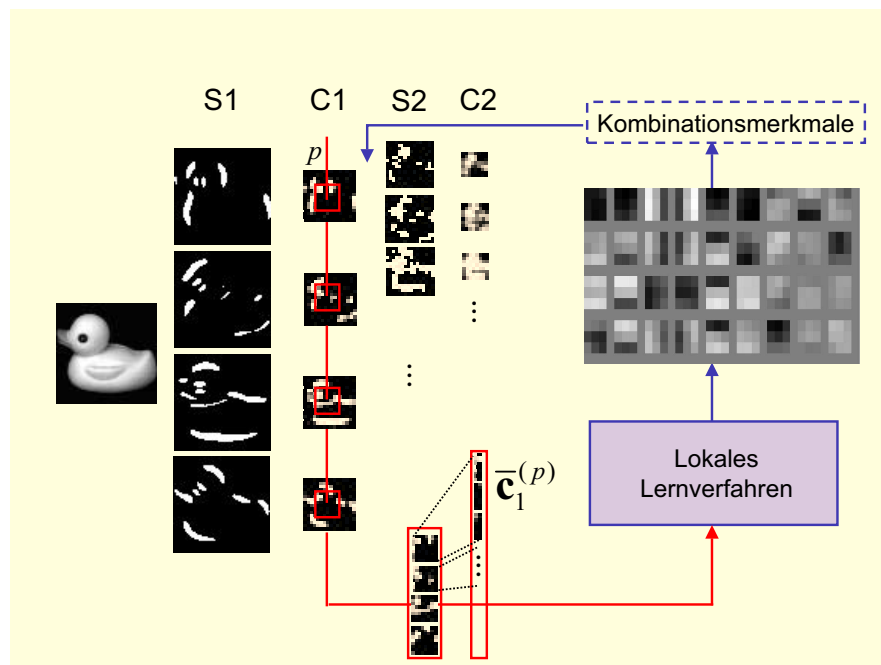 S1 C1 S2 C2
Kombinationsmerkmale
p
Lokales
Lernverfahren
c̅₁⁽ᵖ⁾